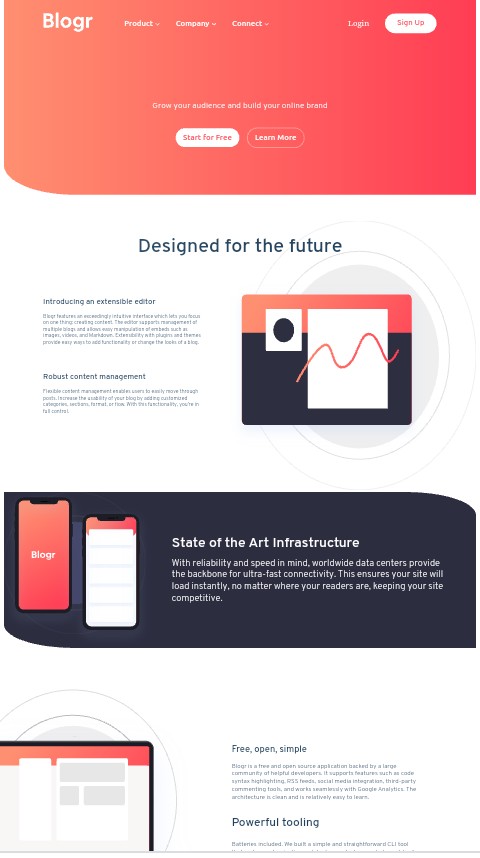 Blogr
Product
Company
Connect
Login
Sign Up
Grow your audience and build your online brand
Start for Free
Learn More
Designed for the future
Introducing an extensible editor
Blogr features an exceedingly intuitive interface which lets you focus
on one thing: creating content. The editor supports management of
multiple blogs and allows easy manipulation of embeds such as
images, videos, and Markdown. Extensibility with plugins and themes
provide easy ways to add functionality or change the looks of a blog.
Robust content management
Flexible content management enables users to easily move through
posts. Increase the usability of your blog by adding customized
categories, sections, format, or flow. With this functionality, you're in
full control.
Blogr
State of the Art Infrastructure
With reliability and speed in mind, worldwide data centers provide
the backbone for ultra-fast connectivity. This ensures your site will
load instantly, no matter where your readers are, keeping your site
competitive.
Free, open, simple
Blogr is a free and open source application backed by a large
community of helpful developers. It supports features such as code
syntax highlighting, RSS feeds, social media integration, third-party
commenting tools, and works seamlessly with Google Analytics. The
architecture is clean and is relatively easy to learn.
Powerful tooling
Batteries included. We built a simple and straightforward CLI tool